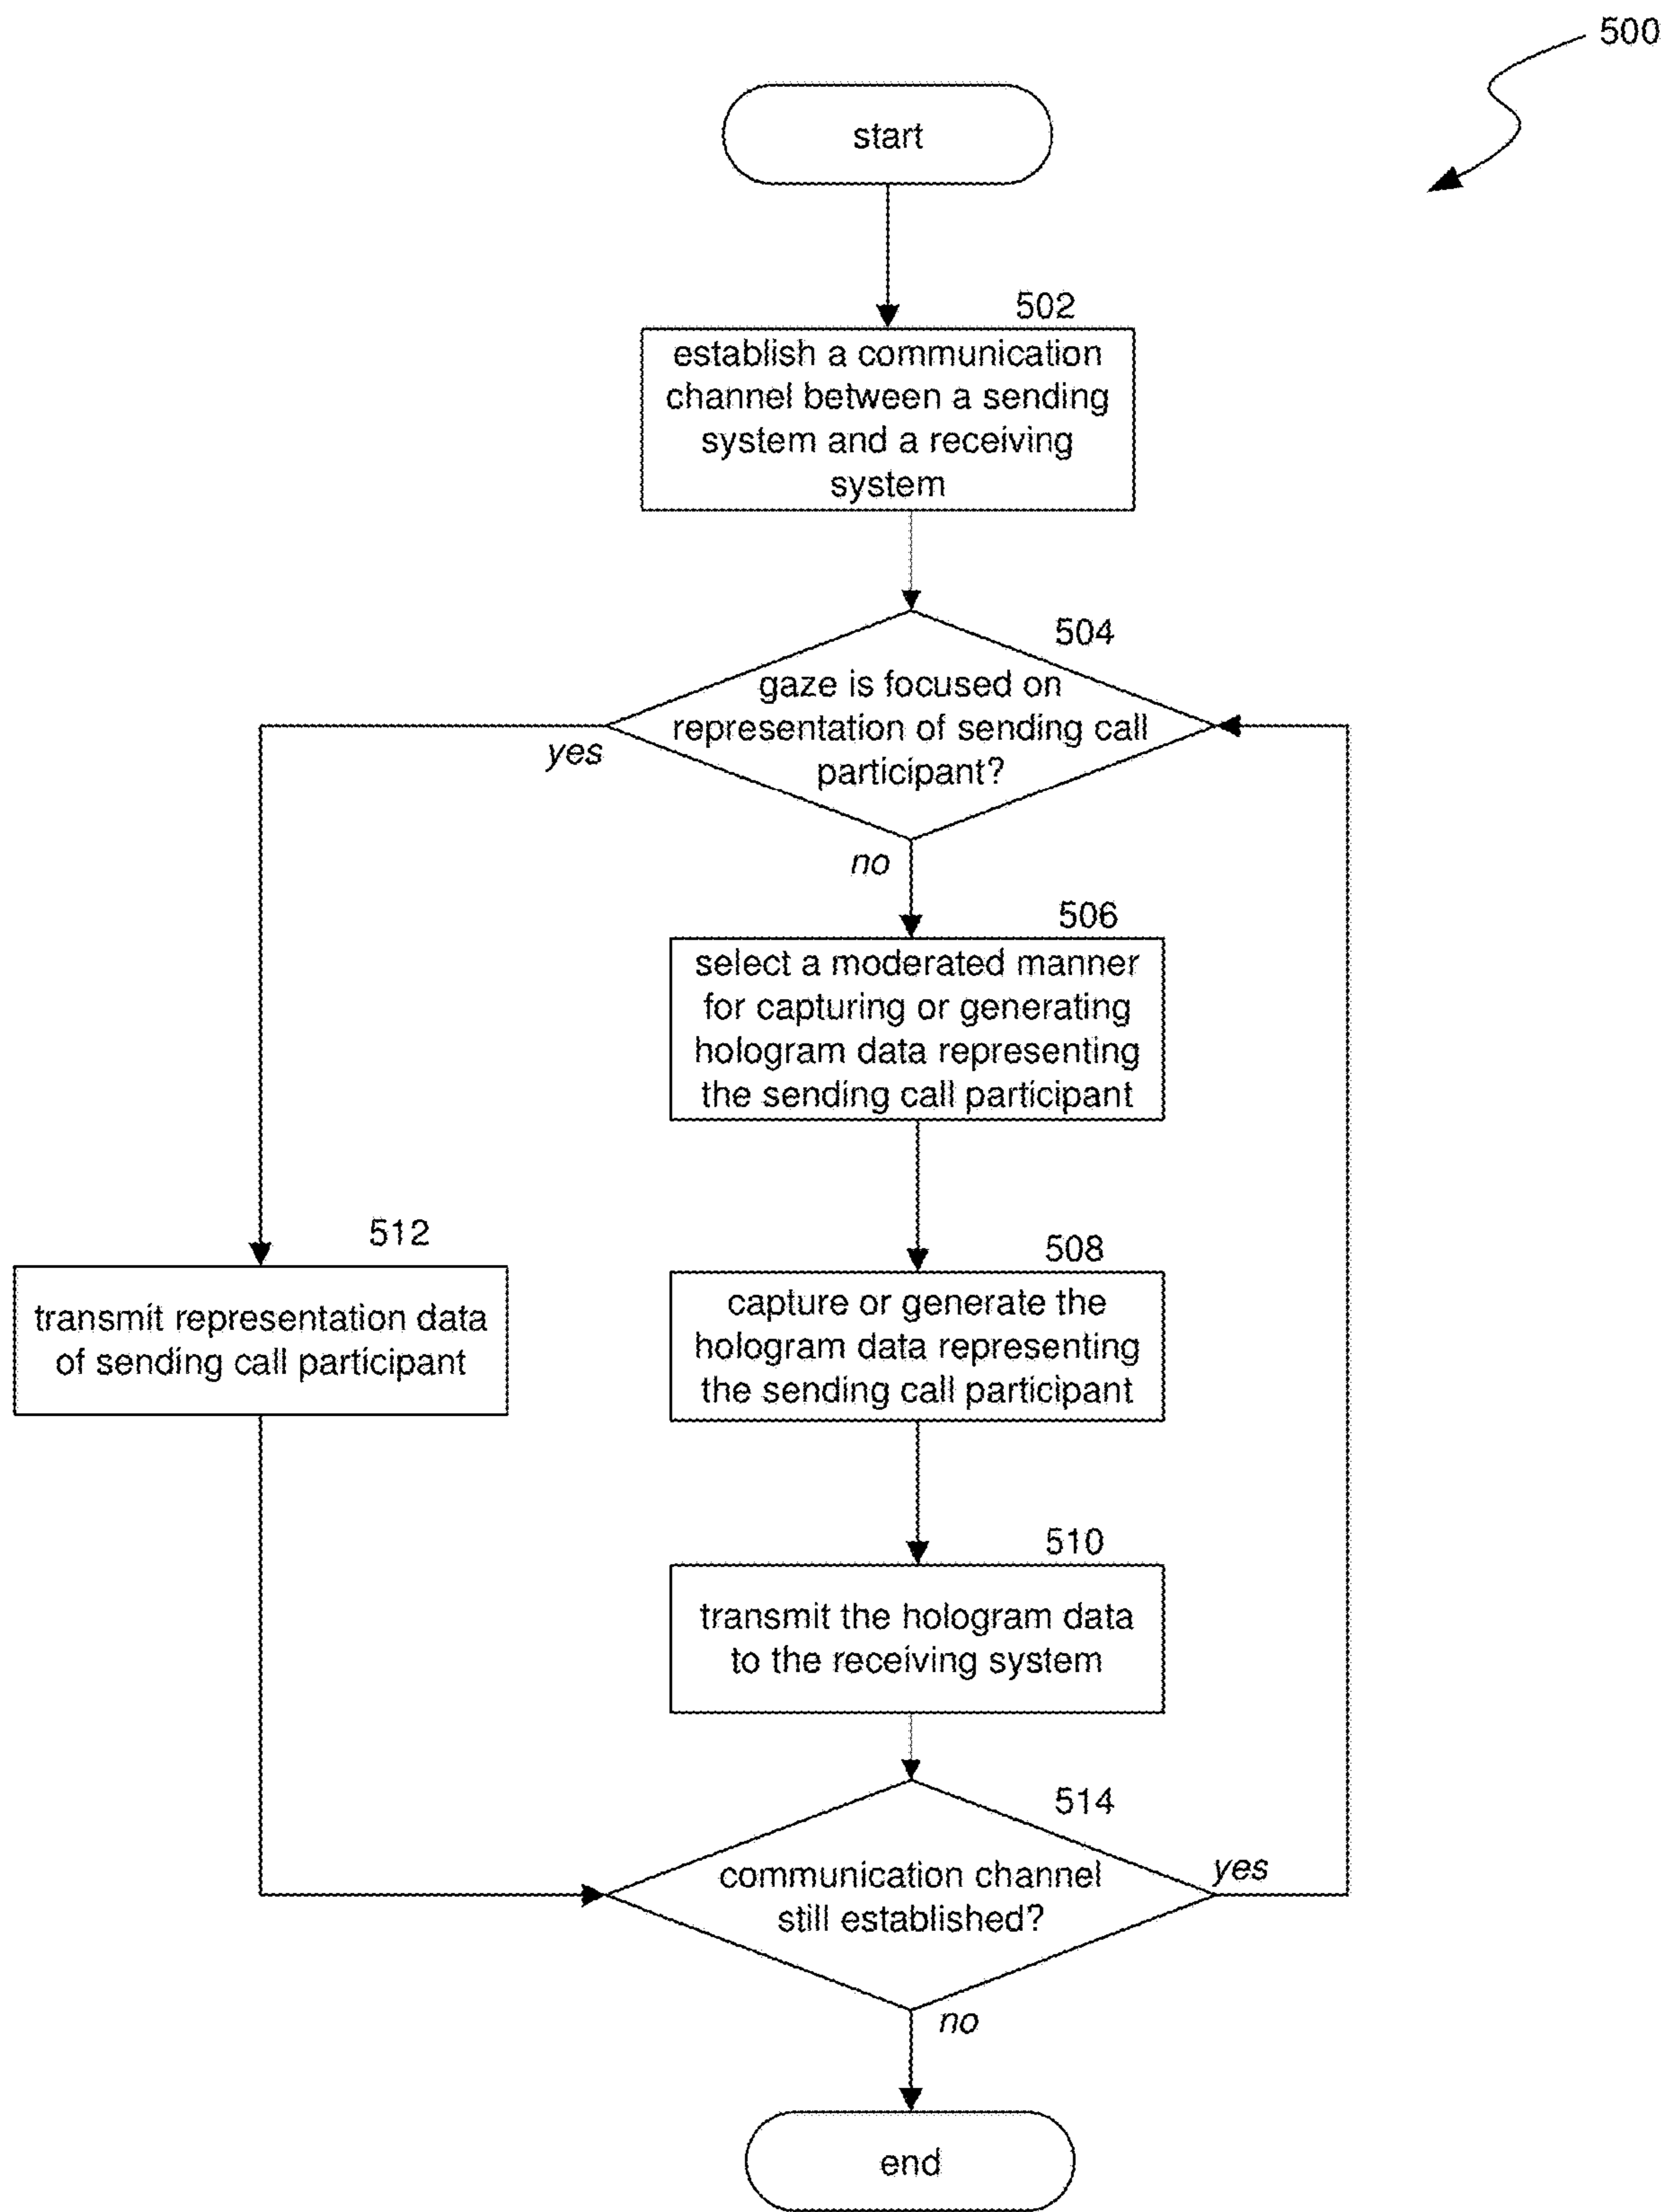 500
start
502
establish a communication
channel between a sending
system and a receiving
system
504
gaze is focused on
representation of sending call
participant?
yes
no
506
select a moderated manner
for capturing or generating
hologram data representing
the sending call participant
512
transmit representation data
of sending call participant
508
capture or generate the
hologram data representing
the sending call participant
510
transmit the hologram data
to the receiving system
514
communication channel
still established?
yes
no
end